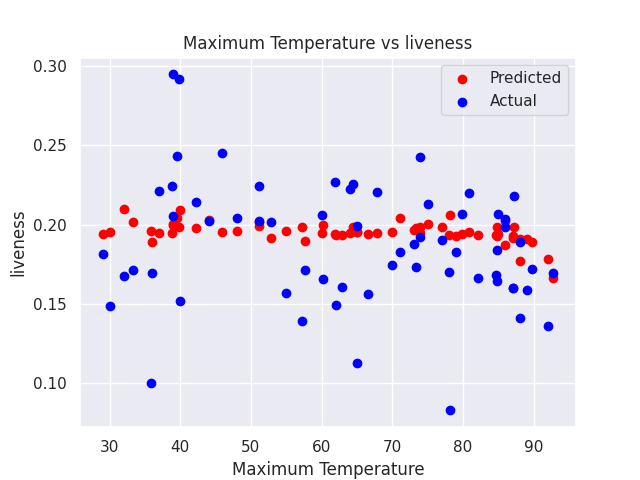 Maximum Temperature vs liveness
Predicted
Actual
0.30
0.25
0.20
0.15
0.10
liveness
30 40 50 60 70 80 90
Maximum Temperature